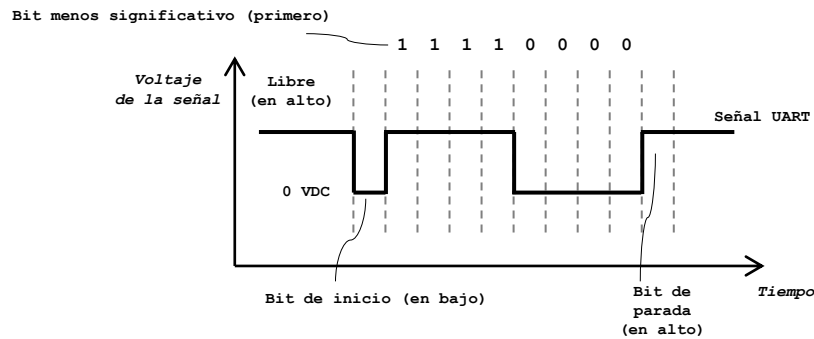 Bit menos significativo (primero)
1 1 1 1 0 0 0 0
Voltaje
de la señal
Libre
(en alto)
Señal UART
0 VDC
Bit de inicio (en bajo)
Bit de
parada
(en alto)
Tiempo